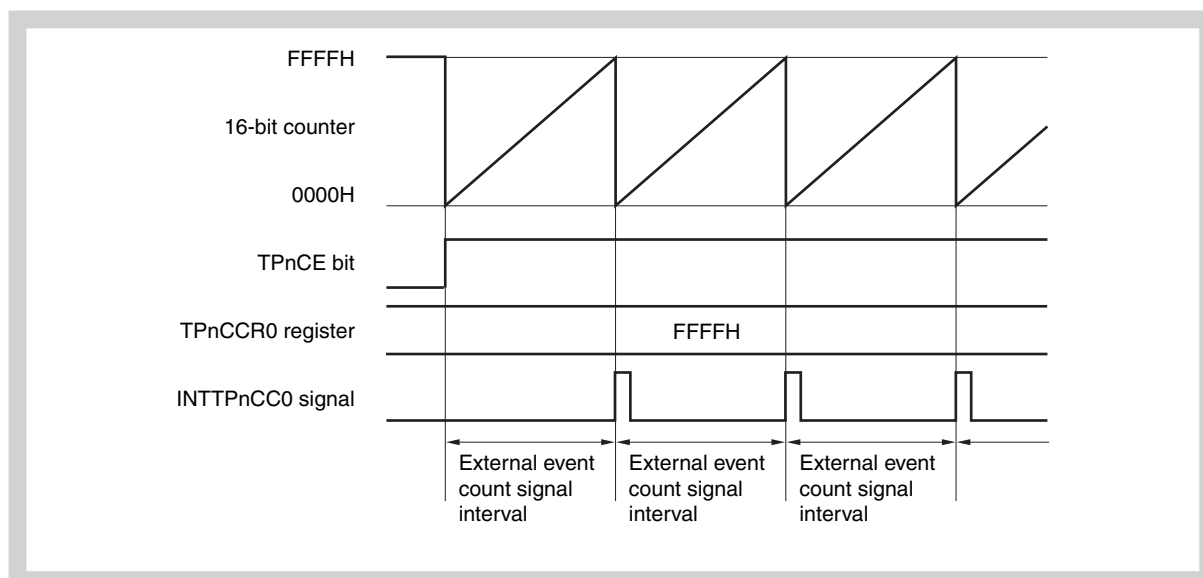 FFFFH
16-bit counter
0000H
TPnCE bit
TPnCCR0 register
FFFFH
INTTPnCC0 signal
External event
count signal
interval
External event
count signal
interval
External event
count signal
interval